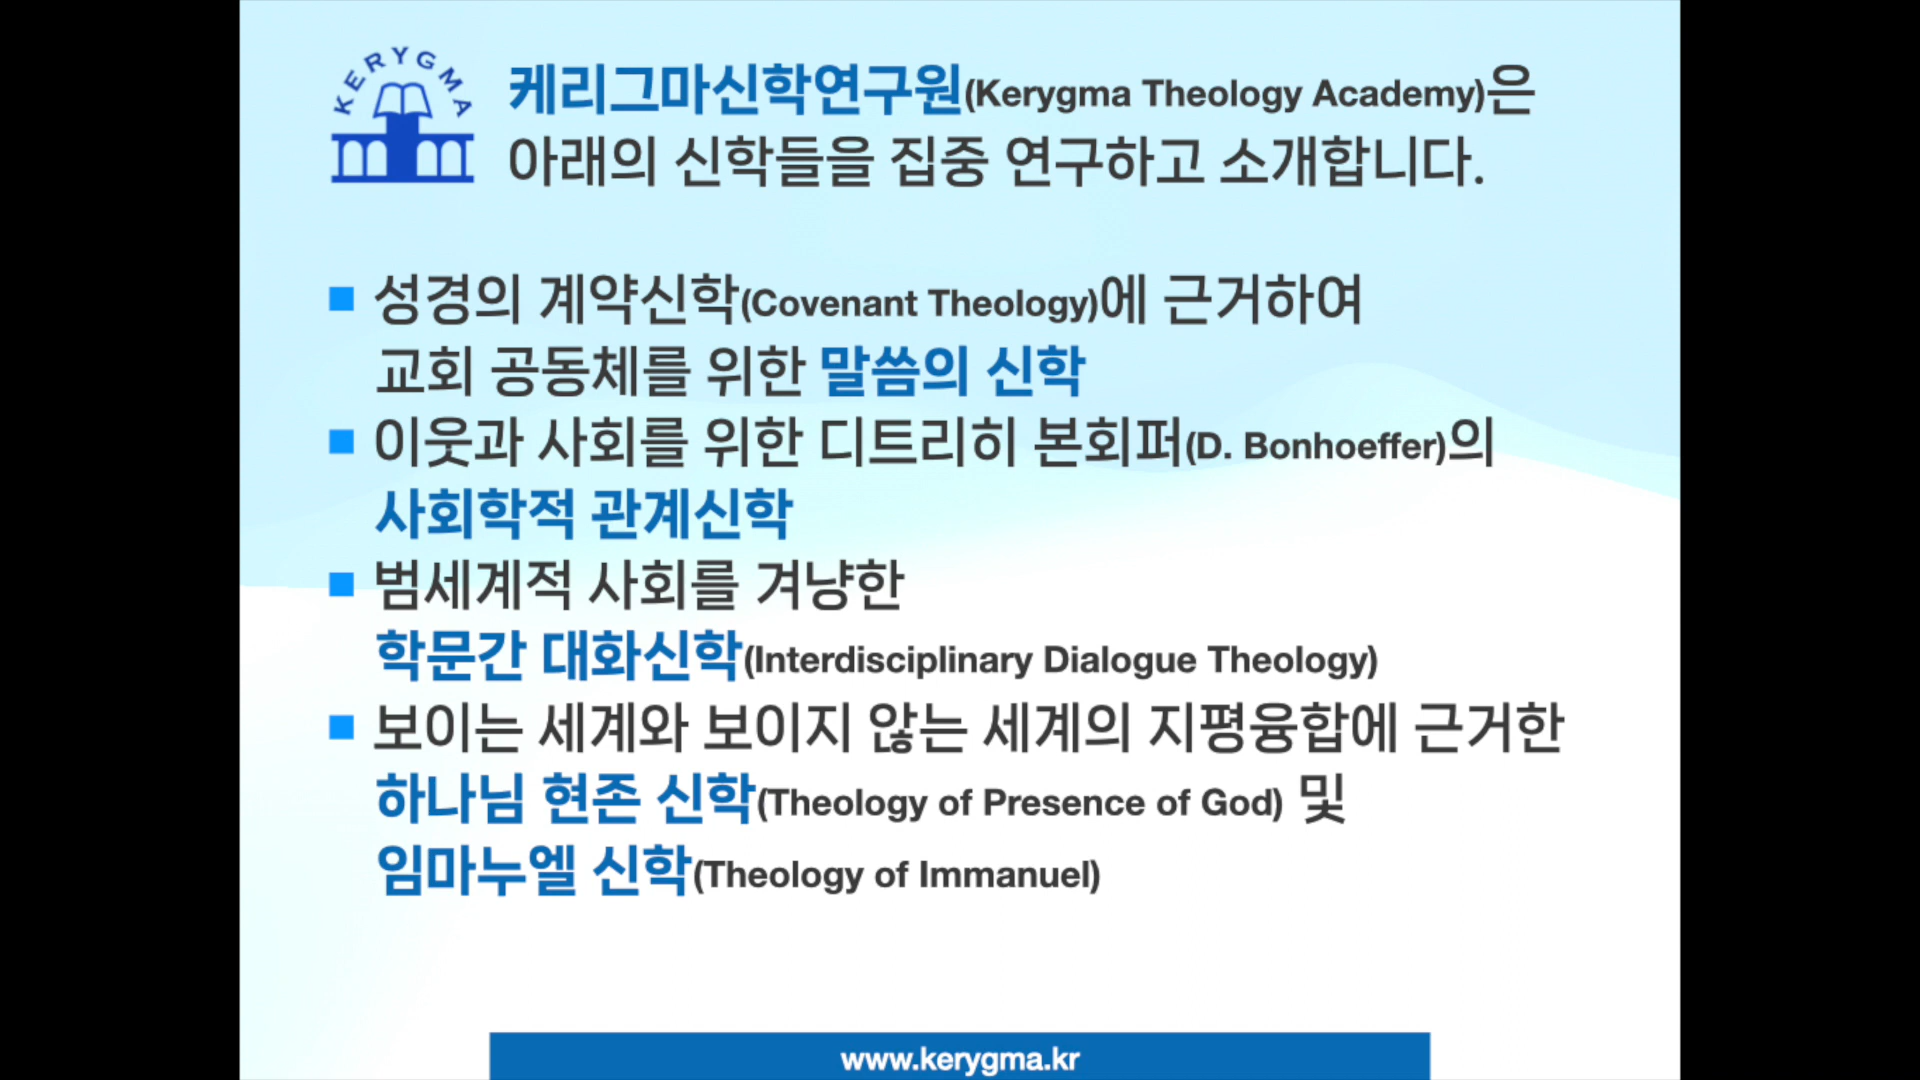 KERYGMA
케리그마신학연구원(Kerygma Theology Academy)은
아래의 신학들을 집중 연구하고 소개합니다.
■ 성경의 계약신학(Covenant Theology)에 근거하여
교회 공동체를 위한 말씀의 신학
■ 이웃과 사회를 위한 디트리히 본회퍼(D. Bonhoeffer)의
사회학적 관계신학
■ 범세계적 사회를 겨냥한
학문간 대화신학(Interdisciplinary Dialogue Theology)
■ 보이는 세계와 보이지 않는 세계의 지평융합에 근거한
하나님 현존 신학(Theology of Presence of God) 및
임마누엘 신학(Theology of Immanuel)
www.kerygma.kr